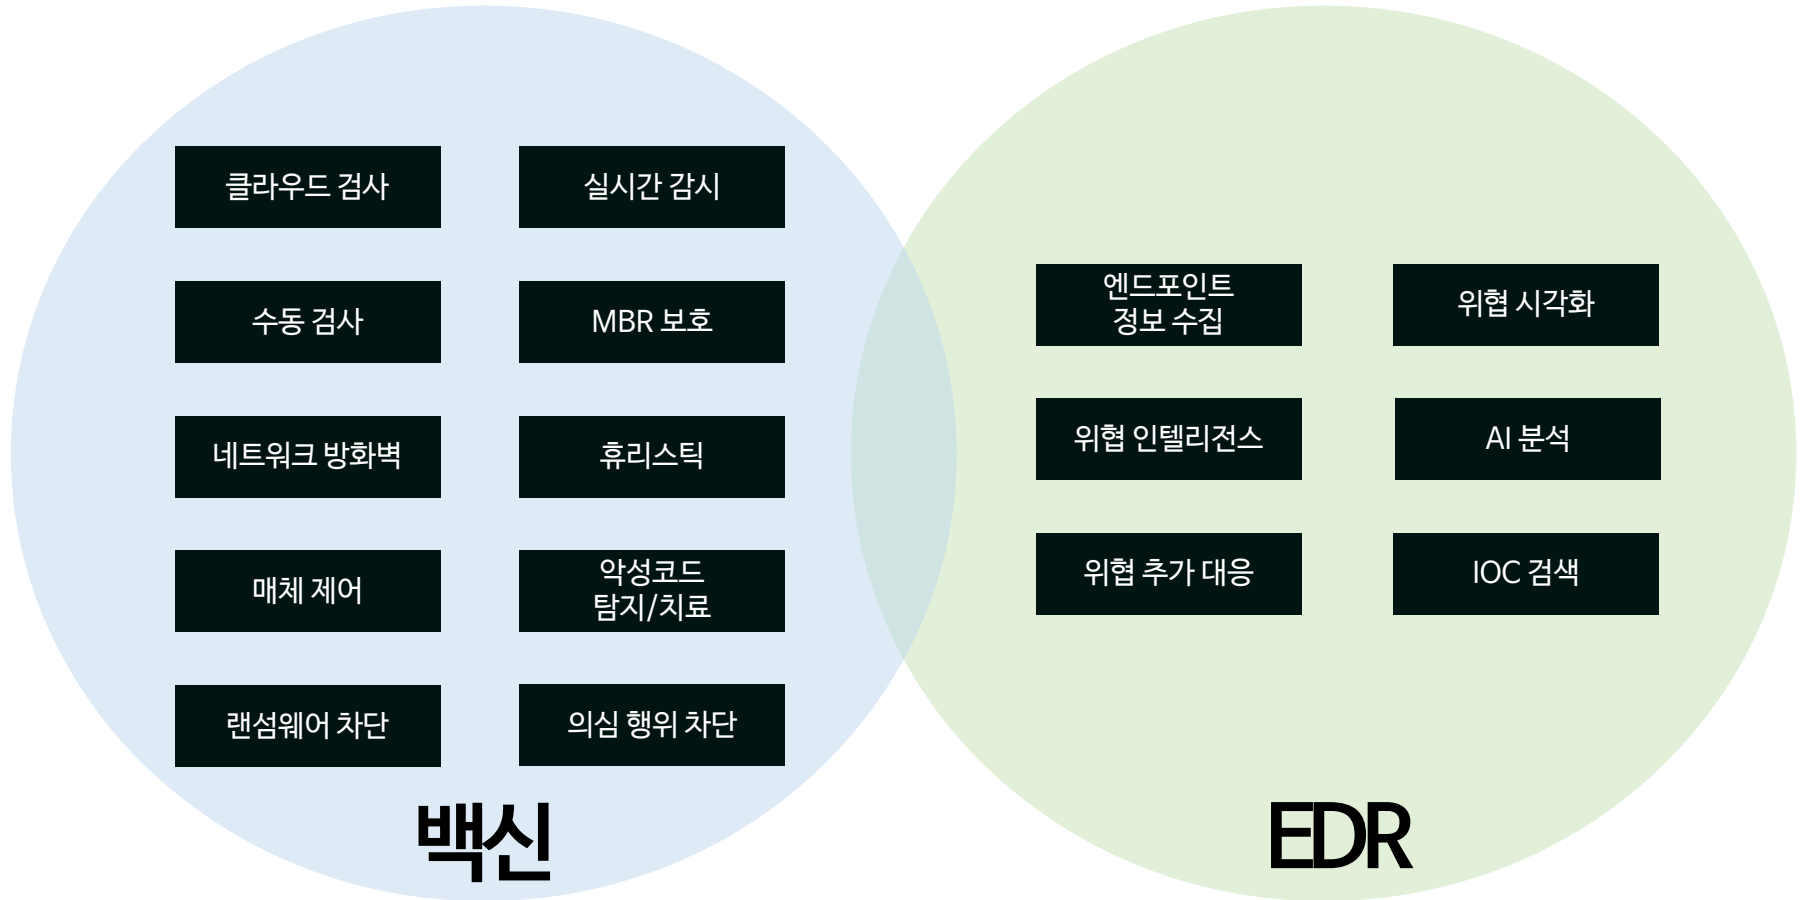 클라우드 검사
실시간 감시
수동 검사
MBR 보호
네트워크 방화벽
휴리스틱
매체 제어
악성코드
탐지/치료
랜섬웨어 차단
의심 행위 차단
백신
엔드포인트
정보 수집
위협 시각화
위협 인텔리전스
AI 분석
위협 추가 대응
IOC 검색
EDR